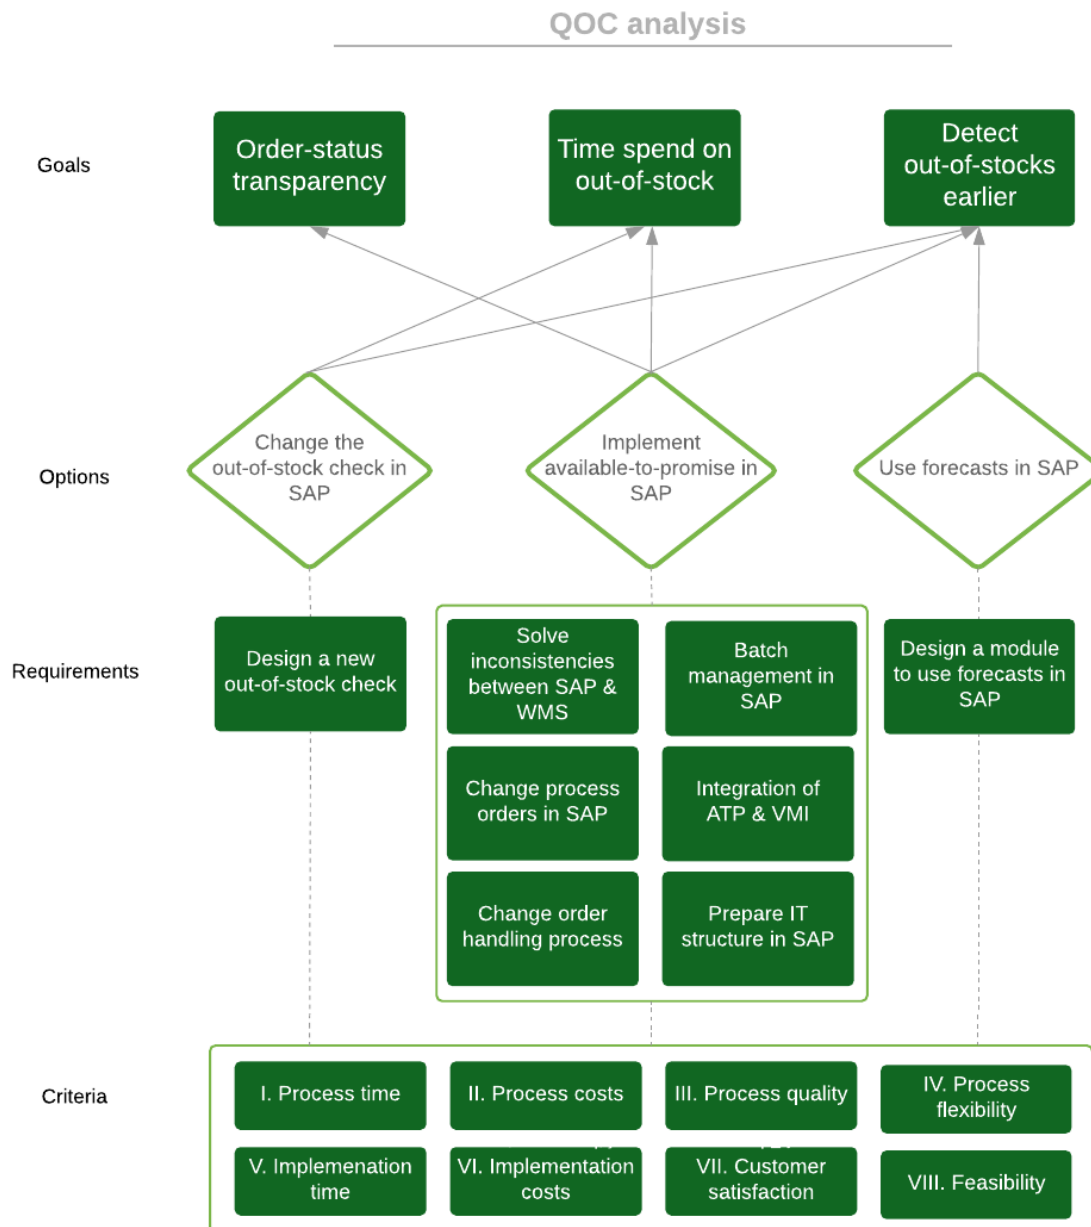 QOC analysis
Goals
Order-status
transparency
Time spend on
out-of-stock
Detect
out-of-stocks
earlier
Options
Change the
out-of-stock check in
SAP
Implement
available-to-promise in
SAP
Use forecasts in SAP
Requirements
Design a new
out-of-stock check
Solve
inconsistencies
between SAP &
WMS
Batch
management in
SAP
Design a module
to use forecasts in
SAP
Change process
orders in SAP
Integration of
ATP & VMI
Change order
handling process
Prepare IT
structure in SAP
Criteria
I. Process time
II. Process costs
III. Process quality
IV. Process
flexibility
V. Implemenation
time
VI. Implementation
costs
VII. Customer
satisfaction
VIII. Feasibility